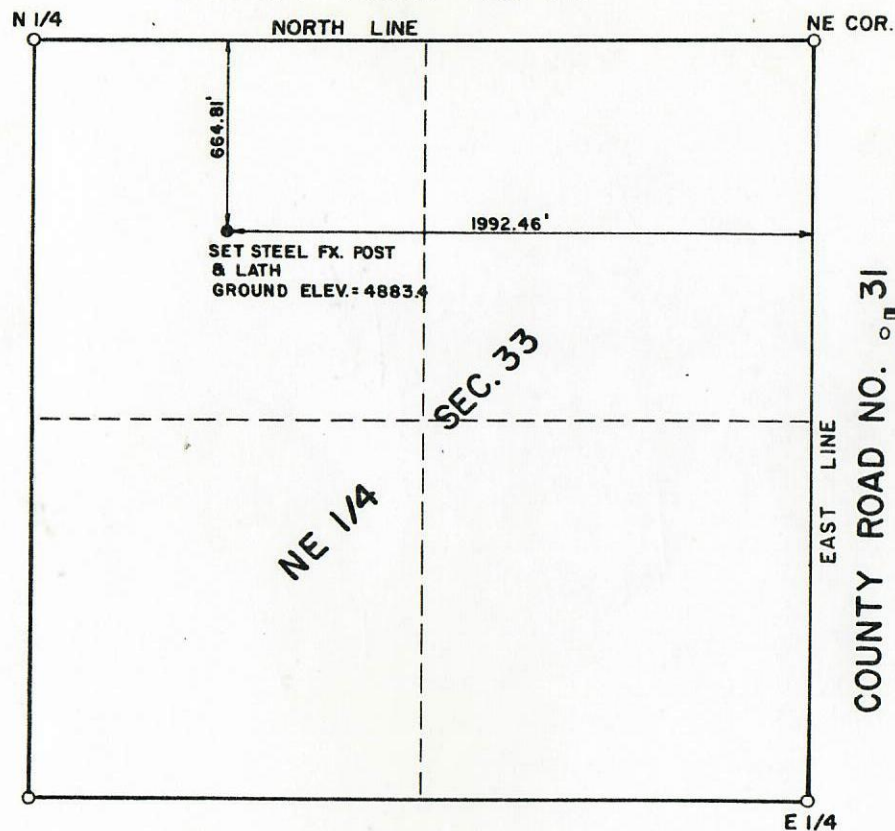 N 1/4
NORTH LINE
NE COR.
664.81'
1992.46'
SET STEEL FX. POST
& LATH
GROUND ELEV.= 4883.4
SEC. 33
NE 1/4
EAST LINE
COUNTY ROAD NO. 31
E 1/4